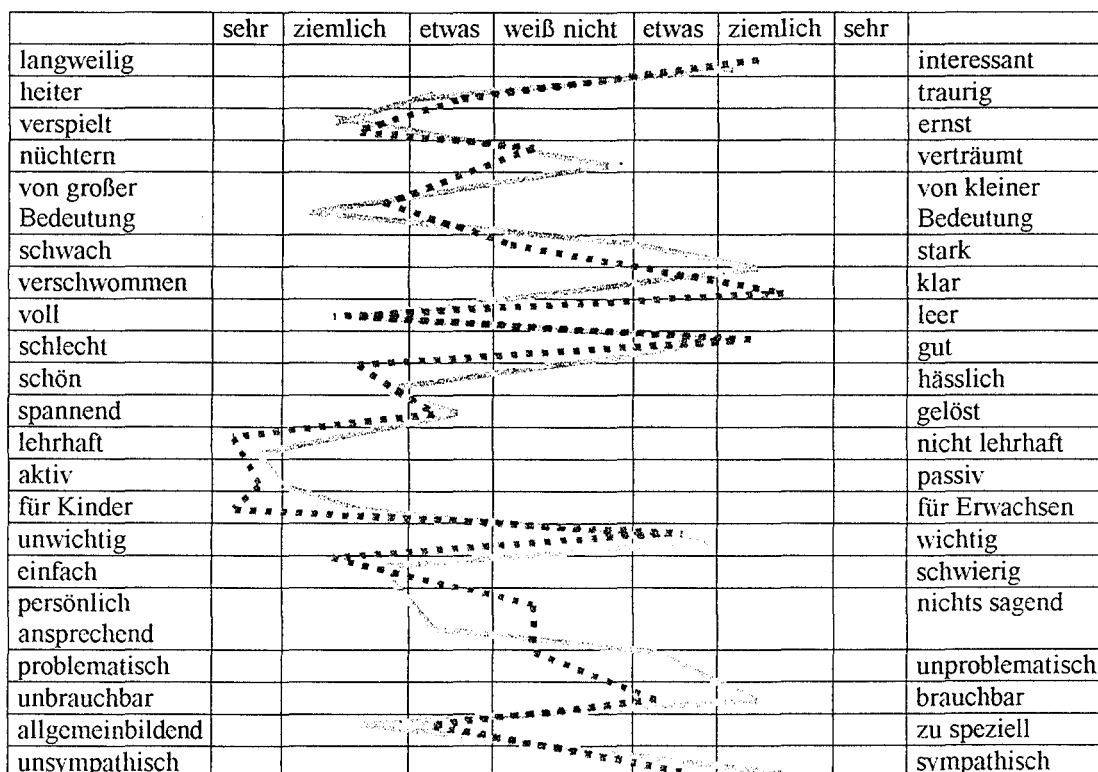 sehr ziemlich etwas weiß nicht etwas ziemlich sehr
langweilig interessant
heiter traurig
verspielt ernst
nüchtern verträumt
von großer von kleiner
Bedeutung Bedeutung
schwach stark
verschwommen klar
voll leer
schlecht gut
schön hässlich
spannend gelöst
lehrhaft nicht lehrhaft
aktiv passiv
für Kinder für Erwachsen
unwichtig wichtig
einfach schwierig
persönlich nichts sagend
ansprechend
problematisch unproblematisch
unbrauchbar brauchbar
allgemeinbildend zu speziell
unsympathisch sympathisch